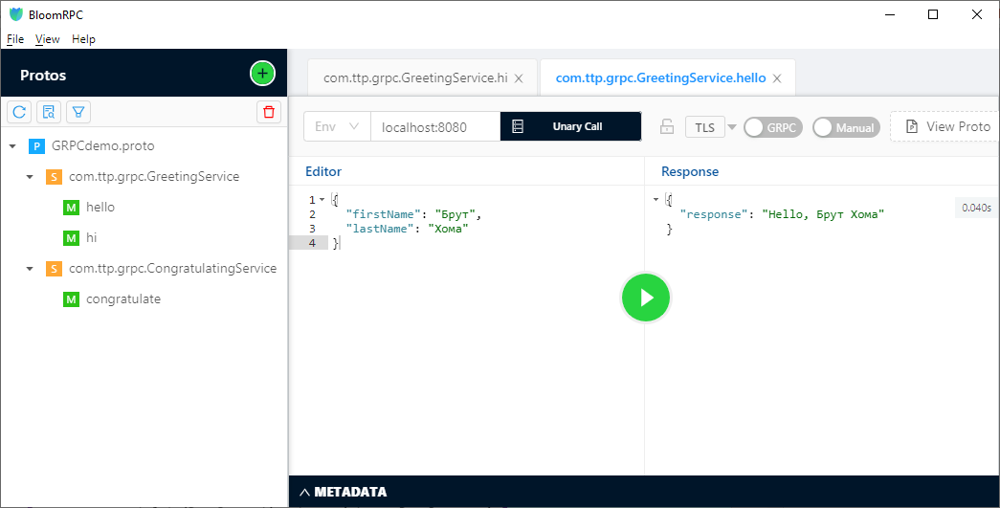 BloomRPC
File View Help
Protos
com.ttp.grpc.GreetingService.hi
com.ttp.grpc.GreetingService.hello
Env
localhost:8080
Unary Call
TLS
GRPC
Manual
View Proto
GRPCdemo.proto
com.ttp.grpc.GreetingService
hello
hi
com.ttp.grpc.CongratulatingService
congratulate
Editor
1 {
2 "firstName": "Брут",
3 "lastName": "Хома"
4 }
Response
{
"response": "Hello, Брут Хома"
}
0.040s
METADATA